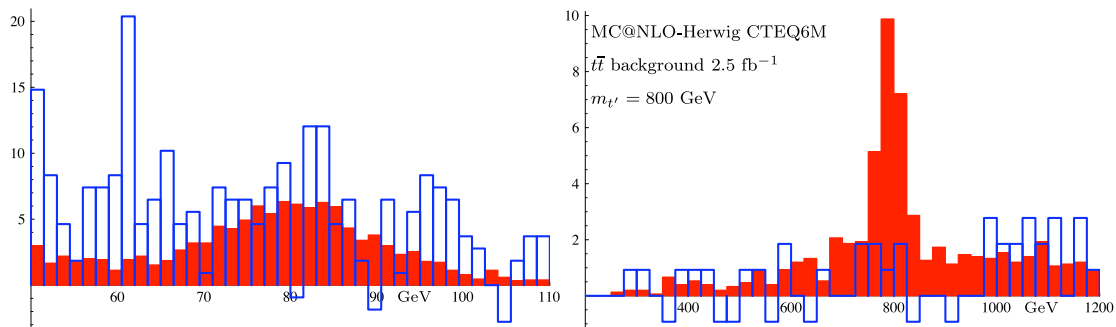 20
15
10
5
60 70 80 90 GeV 100 110
10
8
6
4
2
MC@NLO-Herwig CTEQ6M
tt̄ background 2.5 fb⁻¹
mₜ′ = 800 GeV
400 600 800 1000 GeV 1200